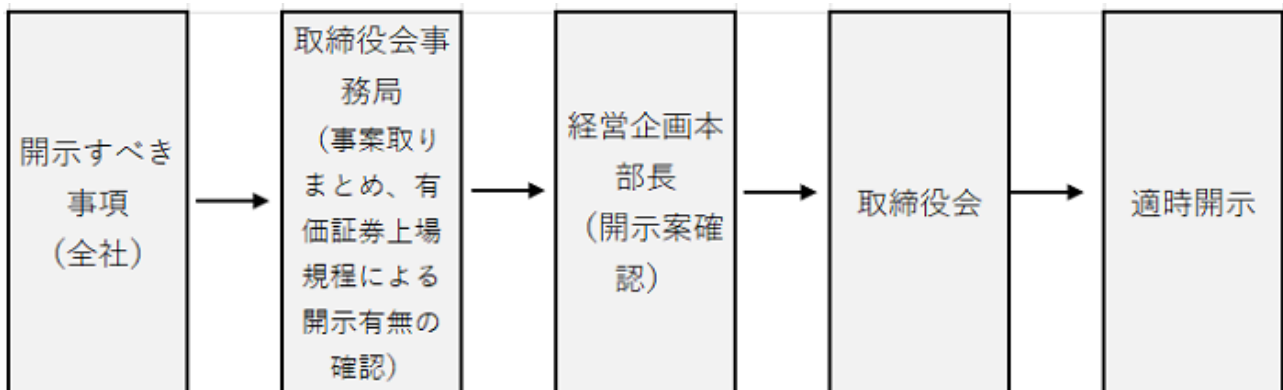 開示すべき
事項
（全社）
取締役会事
務局
（事案取り
まとめ、有
価証券上場
規程による
開示有無の
確認）
経営企画本
部長
（開示案確
認）
取締役会
適時開示